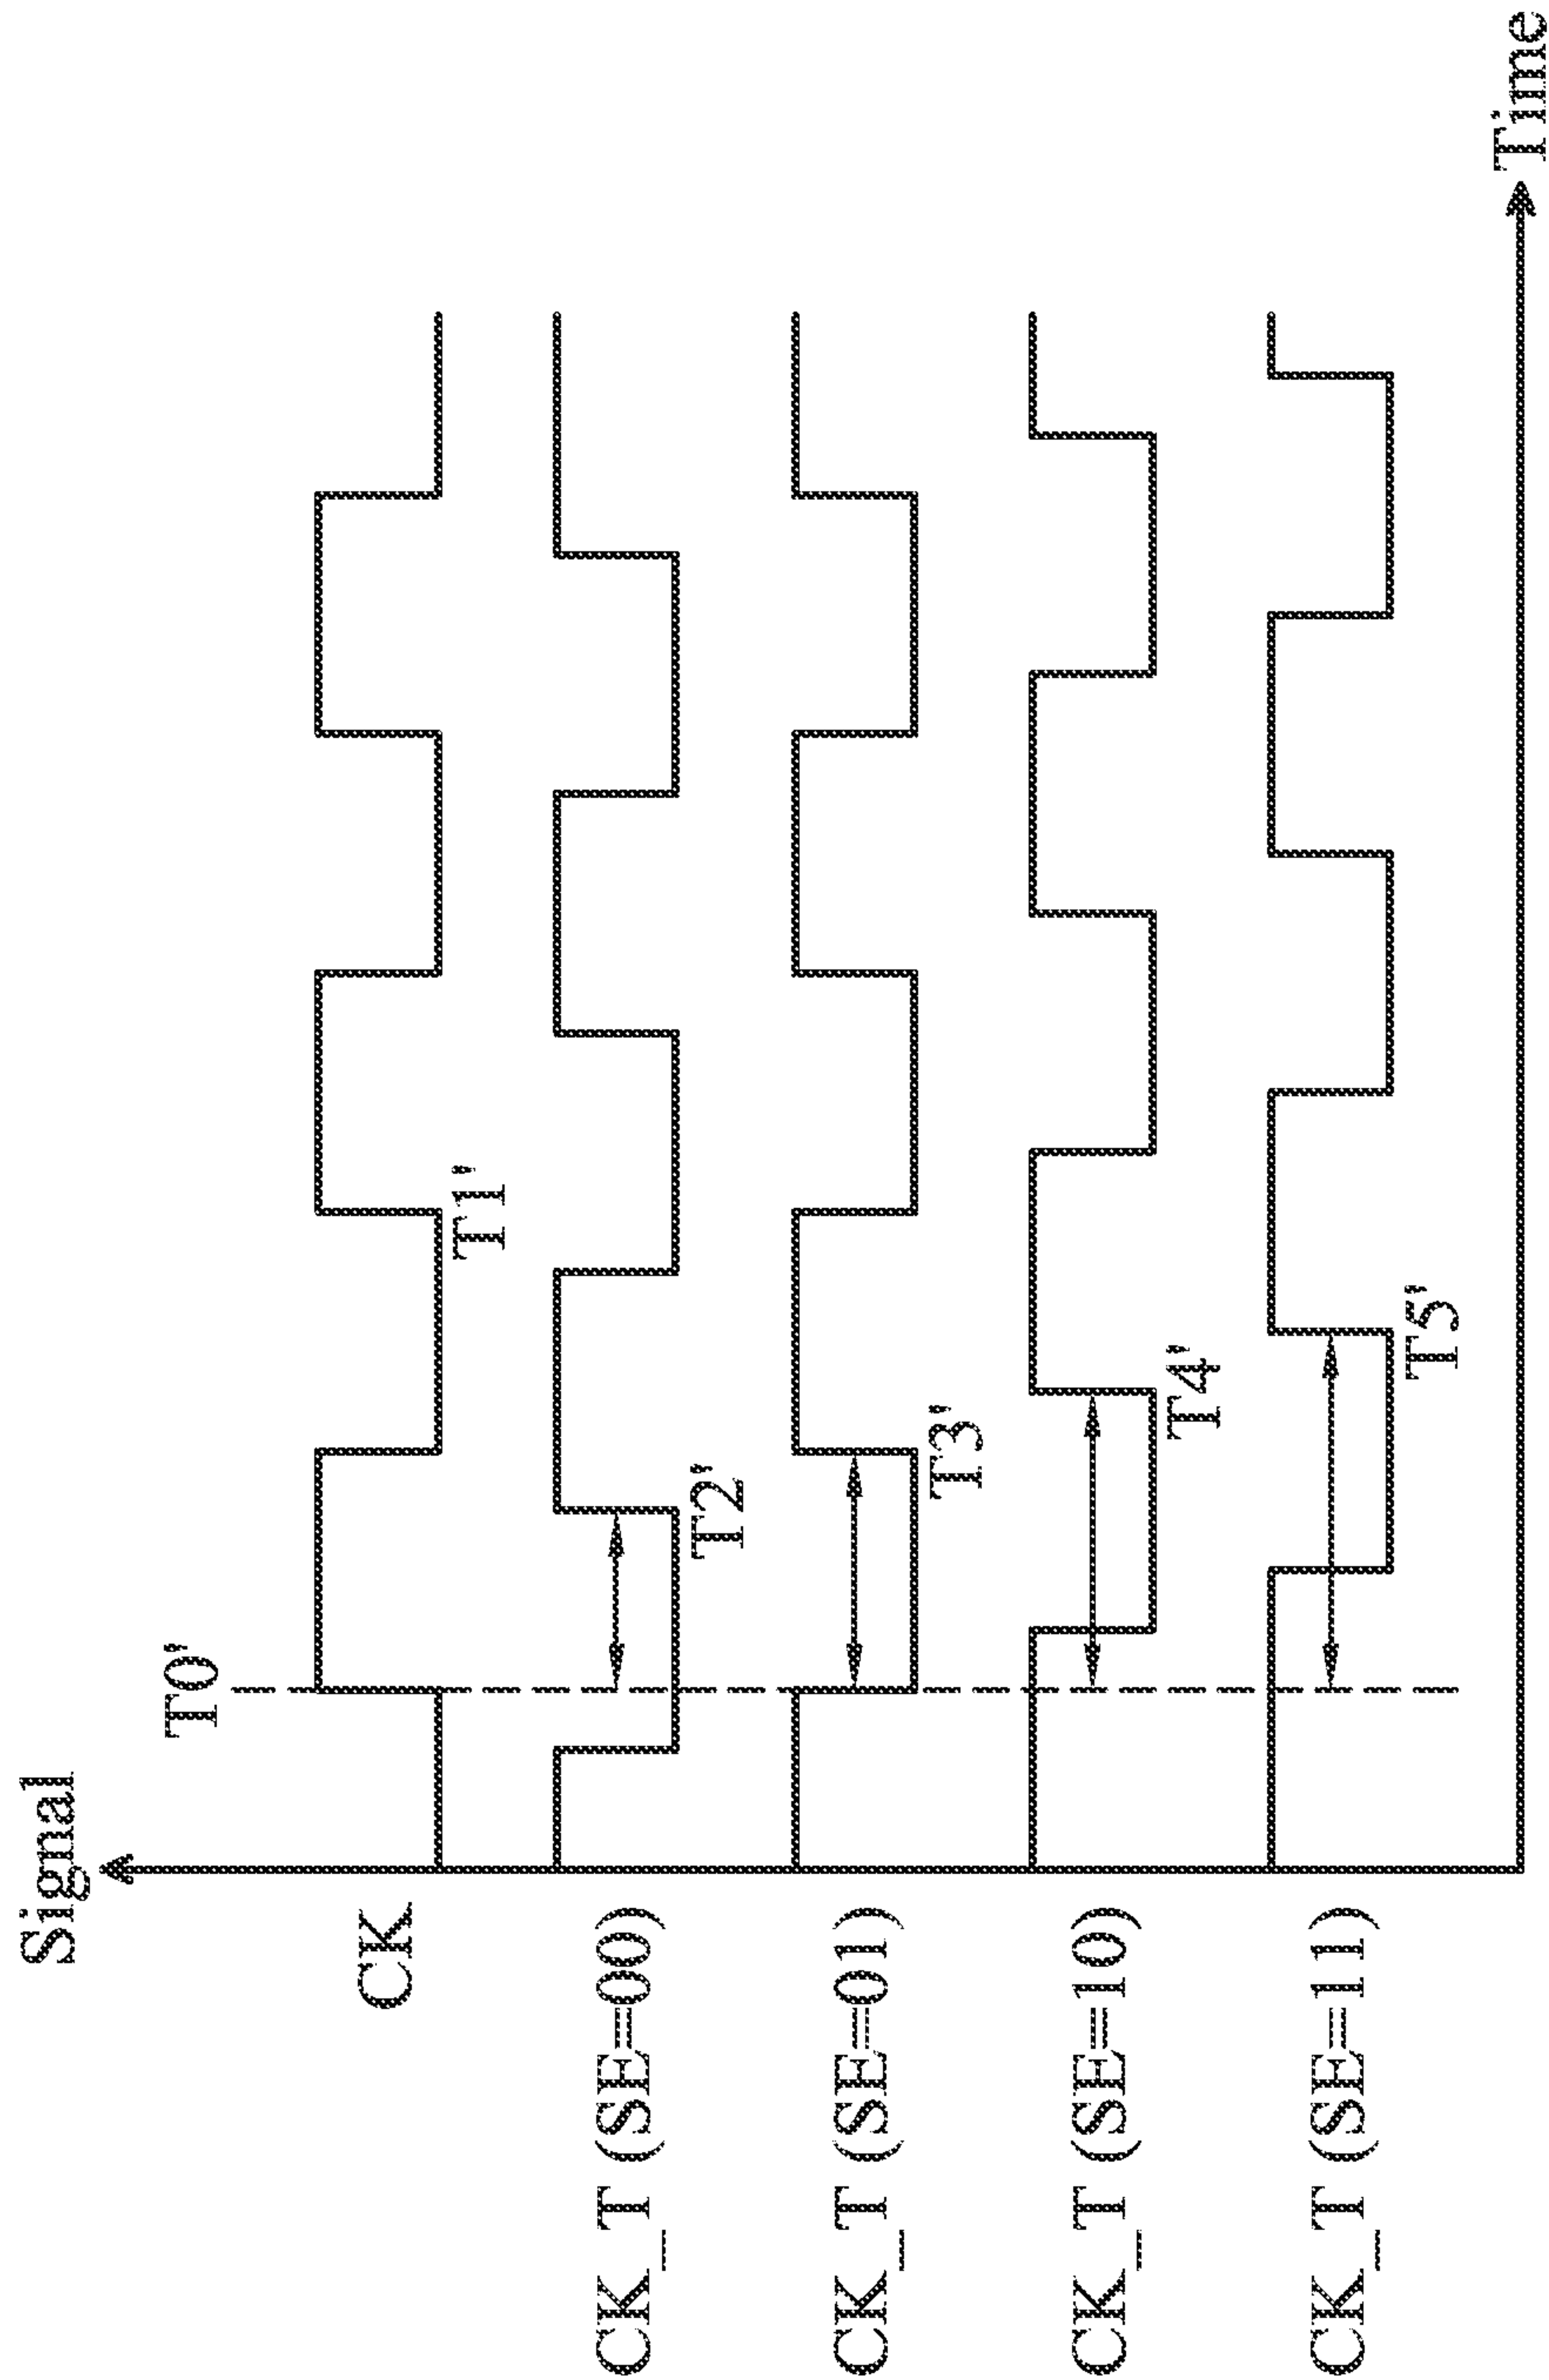 Signal
T0'
CK
T1'
CK_T (SE=00)
T2'
CK_T (SE=01)
T3'
CK_T (SE=10)
T4'
CK_T (SE=11)
T5'
Time